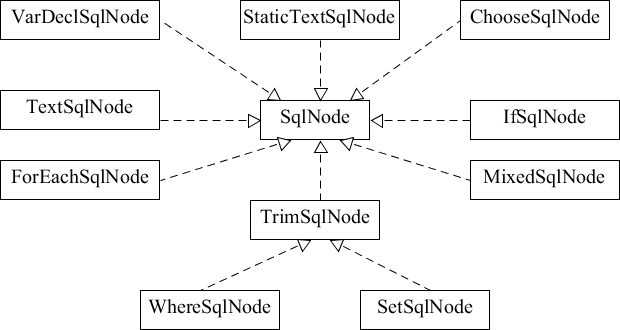 VarDeclSqlNode
StaticTextSqlNode
ChooseSqlNode
TextSqlNode
SqlNode
IfSqlNode
ForEachSqlNode
MixedSqlNode
TrimSqlNode
WhereSqlNode
SetSqlNode